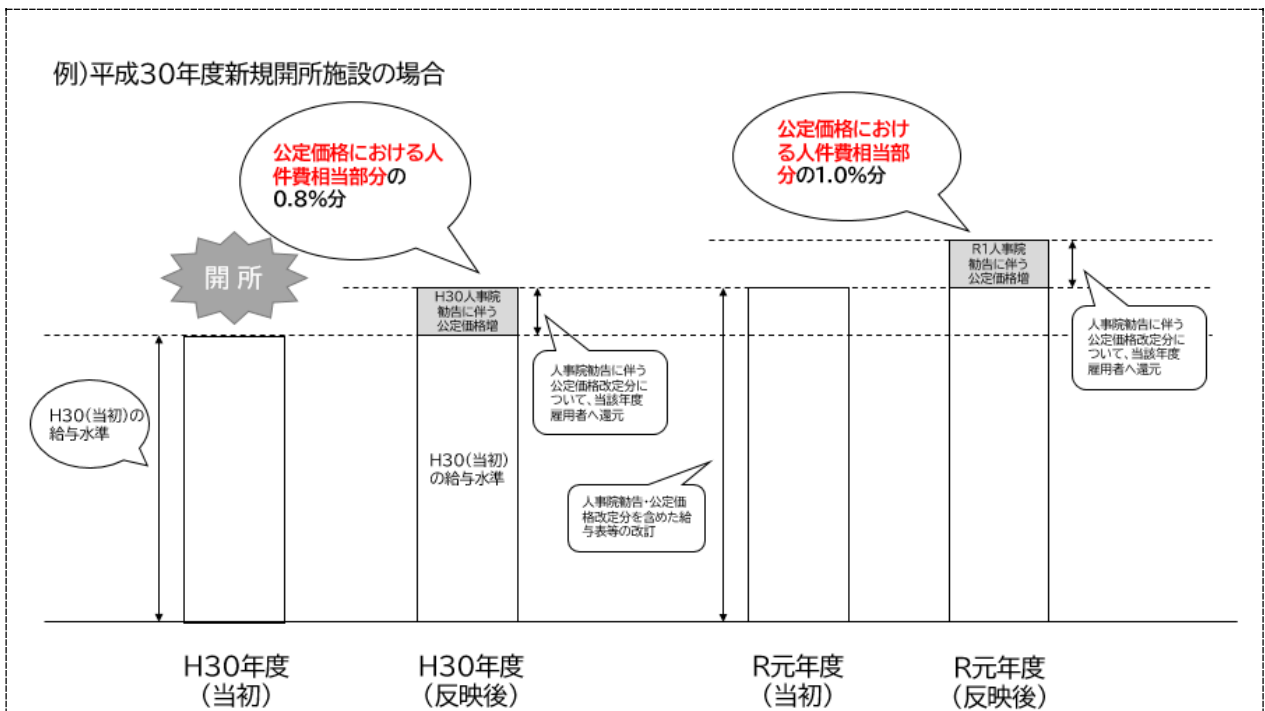 例)平成30年度新規開所施設の場合
公定価格における人
件費相当部分の
0.8%分
公定価格におけ
る人件費相当部
分の1.0%分
開所
H30人事院
勧告に伴う
公定価格増
R1人事院
勧告に伴う
公定価格増
人事院勧告に伴う
公定価格改定分に
ついて、当該年度
雇用者へ還元
人事院勧告に伴う
公定価格改定分に
ついて、当該年度
雇用者へ還元
H30(当初)の
給与水準
H30(当初)
の給与水準
人事院勧告・公定価
格改定分を含めた給
与表等の改訂
H30年度
(当初)
H30年度
(反映後)
R元年度
(当初)
R元年度
(反映後)